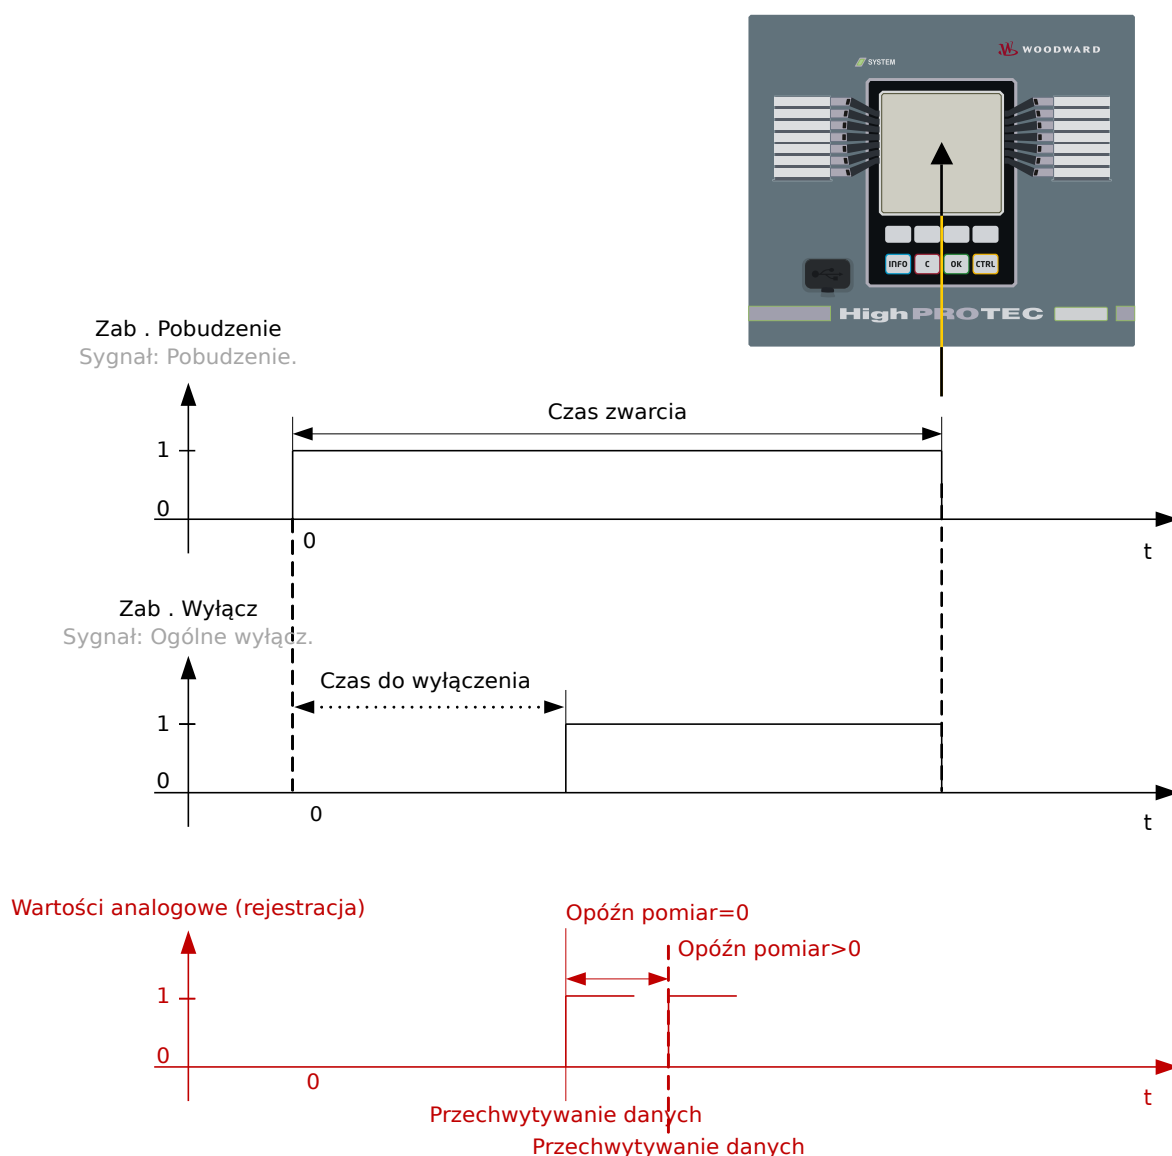 WOODWARD
SYSTEM
INFO
C
OK
CTRL
HighPROTEC
Zab . Pobudzenie
Sygnał: Pobudzenie.
Czas zwarcia
1
0
0
t
Zab . Wyłącz
Sygnał: Ogólne wyłącz.
Czas do wyłączenia
1
0
0
t
Wartości analogowe (rejestracja)
Opóźn pomiar=0
Opóźn pomiar>0
1
0
0
t
Przechwytywanie danych
Przechwytywanie danych